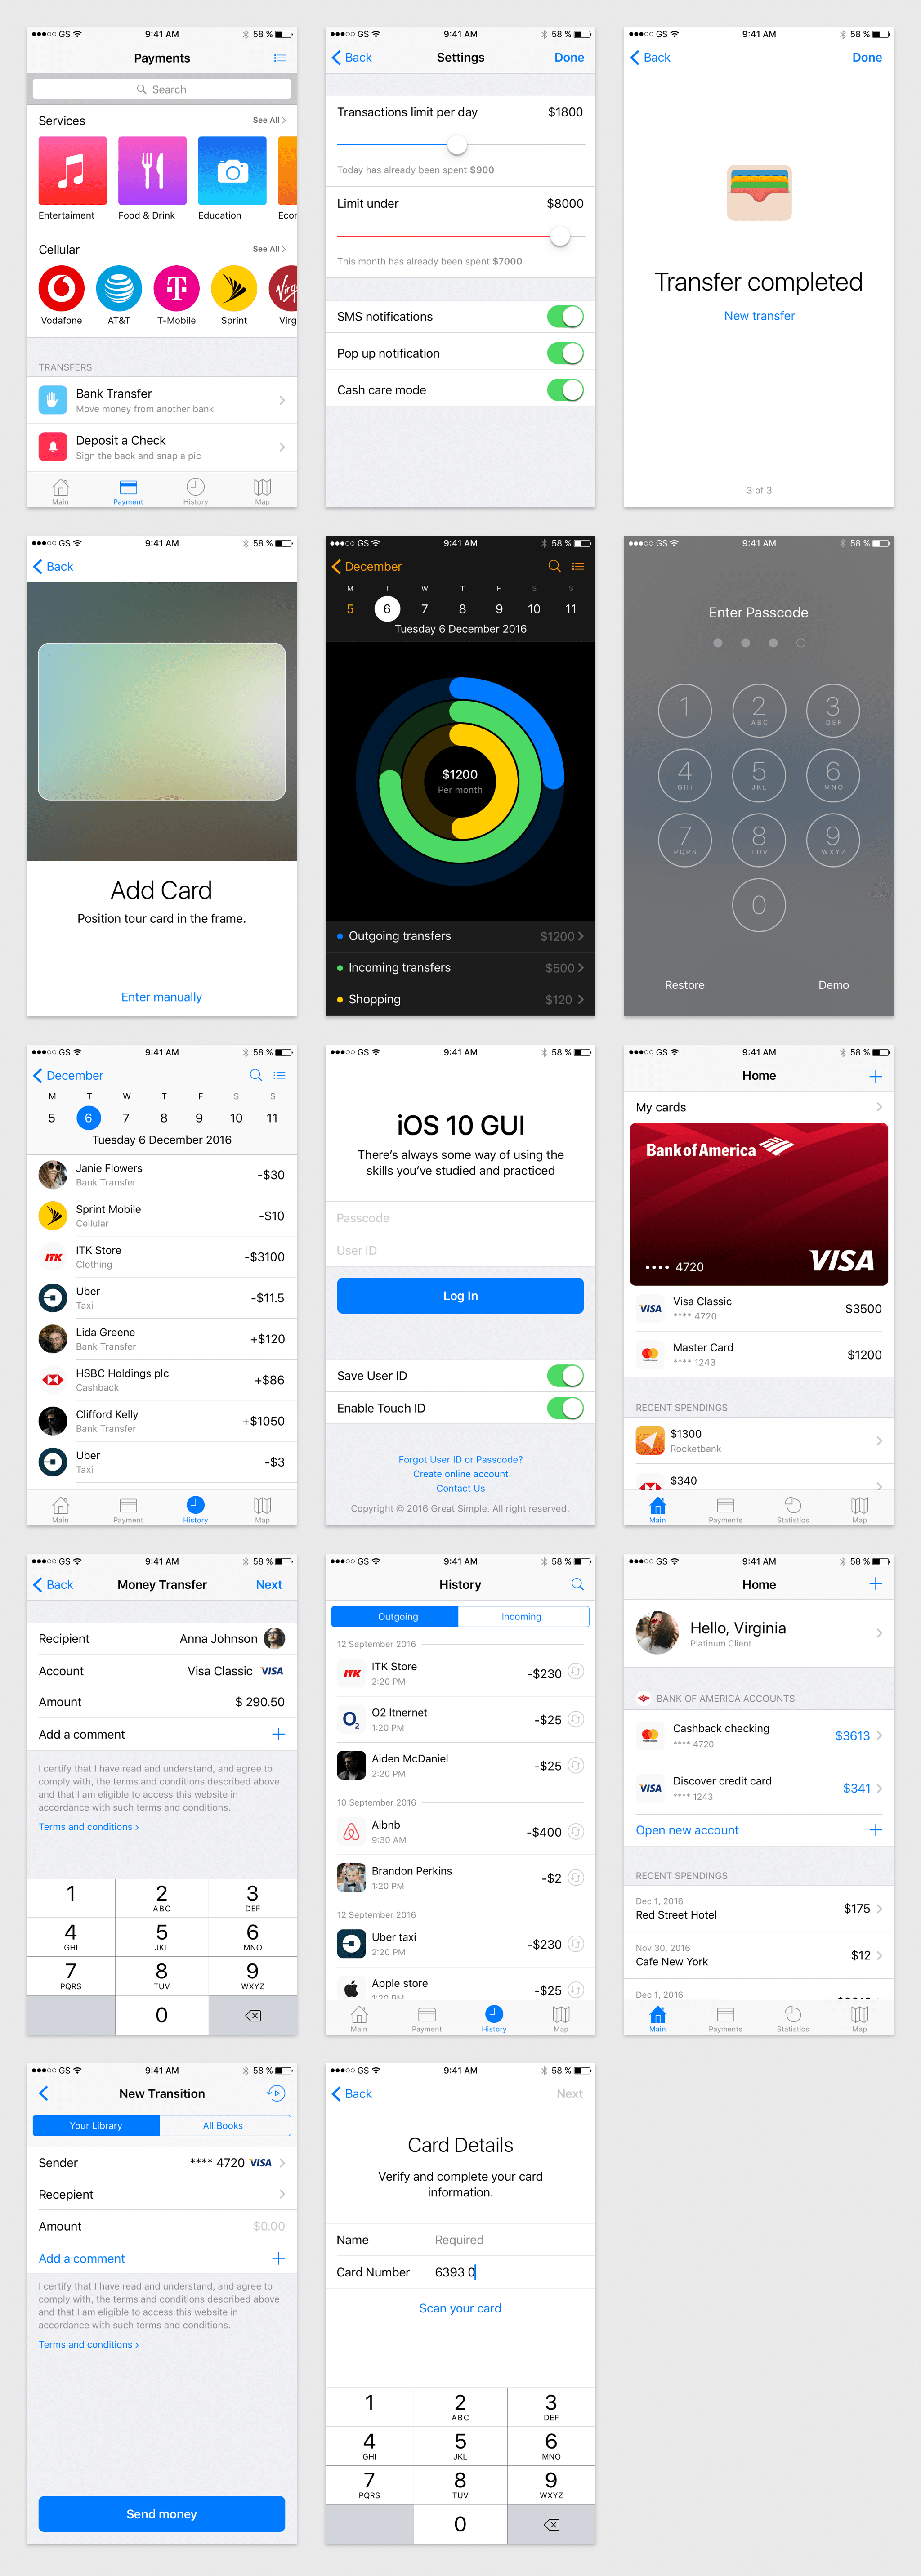 GS 9:41 AM 58 %
Payments
Search
Services See All
Entertaiment Food & Drink Education Econ
Cellular See All
Vodafone AT&T T-Mobile Sprint Virg
TRANSFERS
Bank Transfer
Move money from another bank
Deposit a Check
Sign the back and snap a pic
Main Payment History Map
GS 9:41 AM 58 %
Back Settings Done
Transactions limit per day $1800
Today has already been spent $900
Limit under $8000
This month has already been spent $7000
SMS notifications
Pop up notification
Cash care mode
GS 9:41 AM 58 %
Back Done
Transfer completed
New transfer
3 of 3
GS 9:41 AM 58 %
Back
Add Card
Position tour card in the frame.
Enter manually
GS 9:41 AM 58 %
December
M T W T F S S
5 6 7 8 9 10 11
Tuesday 6 December 2016
$1200
Per month
Outgoing transfers $1200
Incoming transfers $500
Shopping $120
GS 9:41 AM 58 %
Enter Passcode
1 2 3
ABC DEF
4 5 6
GHI JKL MNO
7 8 9
PQRS TUV WXYZ
0
Restore Demo
GS 9:41 AM 58 %
December
M T W T F S S
5 6 7 8 9 10 11
Tuesday 6 December 2016
Janie Flowers
Bank Transfer
-$30
Sprint Mobile
Cellular
-$10
ITK
ITK Store
Clothing
-$3100
Uber
Taxi
-$11.5
Lida Greene
Bank Transfer
+$120
HSBC Holdings plc
Cashback
+$86
Clifford Kelly
Bank Transfer
+$1050
Uber
Taxi
-$3
Main Payment History Map
GS 9:41 AM 58 %
iOS 10 GUI
There's always some way of using the
skills you've studied and practiced
Passcode
User ID
Log In
Save User ID
Enable Touch ID
Forgot User ID or Passcode?
Create online account
Contact Us
Copyright © 2016 Great Simple. All right reserved.
GS 9:41 AM 58 %
Home +
My cards
Bank of America
•••• 4720 VISA
VISA
Visa Classic
**** 4720
$3500
Master Card
**** 1243
$1200
RECENT SPENDINGS
$1300
Rocketbank
$340
Main Payments Statistics Map
GS 9:41 AM 58 %
Back Money Transfer Next
Recipient Anna Johnson
Account Visa Classic VISA
Amount $ 290.50
Add a comment +
I certify that I have read and understand, and agree to
comply with, the terms and conditions described above
and that I am eligible to access this website in
accordance with such terms and conditions.
Terms and conditions >
1 2 3
ABC DEF
4 5 6
GHI JKL MNO
7 8 9
PQRS TUV WXYZ
0
GS 9:41 AM 58 %
History
Outgoing Incoming
12 September 2016
ITK
ITK Store
2:20 PM
-$230
O2
O2 Itnernet
1:20 PM
-$25
Aiden McDaniel
2:20 PM
-$25
10 September 2016
Aibnb
9:30 AM
-$400
Brandon Perkins
1:20 PM
-$2
12 September 2016
Uber taxi
2:20 PM
-$230
Apple store
1:20 PM
-$25
Main Payment History Map
GS 9:41 AM 58 %
Home +
Hello, Virginia
Platinum Client
BANK OF AMERICA ACCOUNTS
Cashback checking
**** 4720
$3613
VISA
Discover credit card
**** 1243
$341
Open new account +
RECENT SPENDINGS
Dec 1, 2016
Red Street Hotel
$175
Nov 30, 2016
Cafe New York
$12
Dec 1, 2016
Main Payments Statistics Map
GS 9:41 AM 58 %
New Transition
Your Library All Books
Sender **** 4720 VISA
Recepient
Amount $0.00
Add a comment +
I certify that I have read and understand, and agree to
comply with, the terms and conditions described above
and that I am eligible to access this website in
accordance with such terms and conditions.
Terms and conditions >
Send money
GS 9:41 AM 58 %
Back Next
Card Details
Verify and complete your card
information.
Name Required
Card Number 6393 0
Scan your card
1 2 3
ABC DEF
4 5 6
GHI JKL MNO
7 8 9
PQRS TUV WXYZ
0